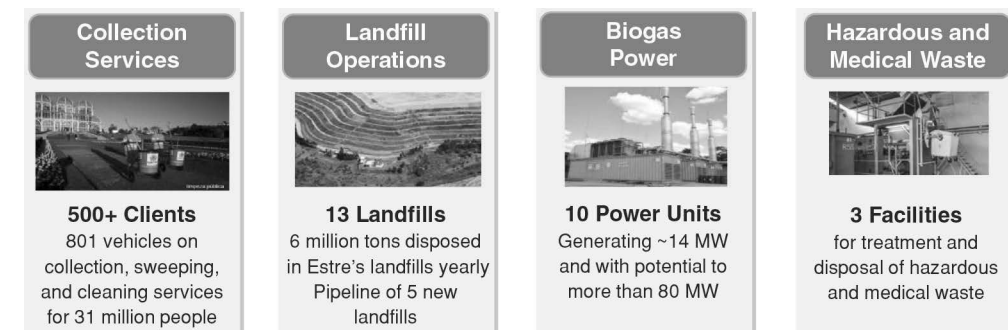 Collection
Services
limpeza pública
500+ Clients
801 vehicles on
collection, sweeping,
and cleaning services
for 31 million people
Landfill
Operations
13 Landfills
6 million tons disposed
in Estre's landfills yearly
Pipeline of 5 new
landfills
Biogas
Power
10 Power Units
Generating ~14 MW
and with potential to
more than 80 MW
Hazardous and
Medical Waste
3 Facilities
for treatment and
disposal of hazardous
and medical waste